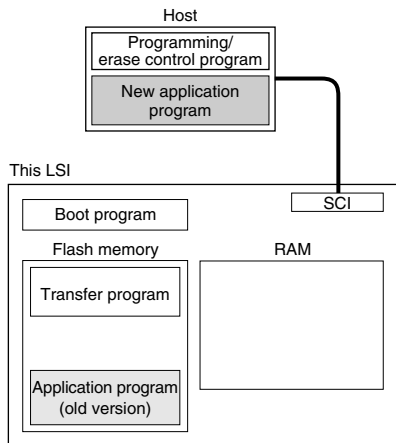 Host
Programming/
erase control program
New application
program
This LSI
SCI
Boot program
Flash memory
RAM
Transfer program
Application program
(old version)